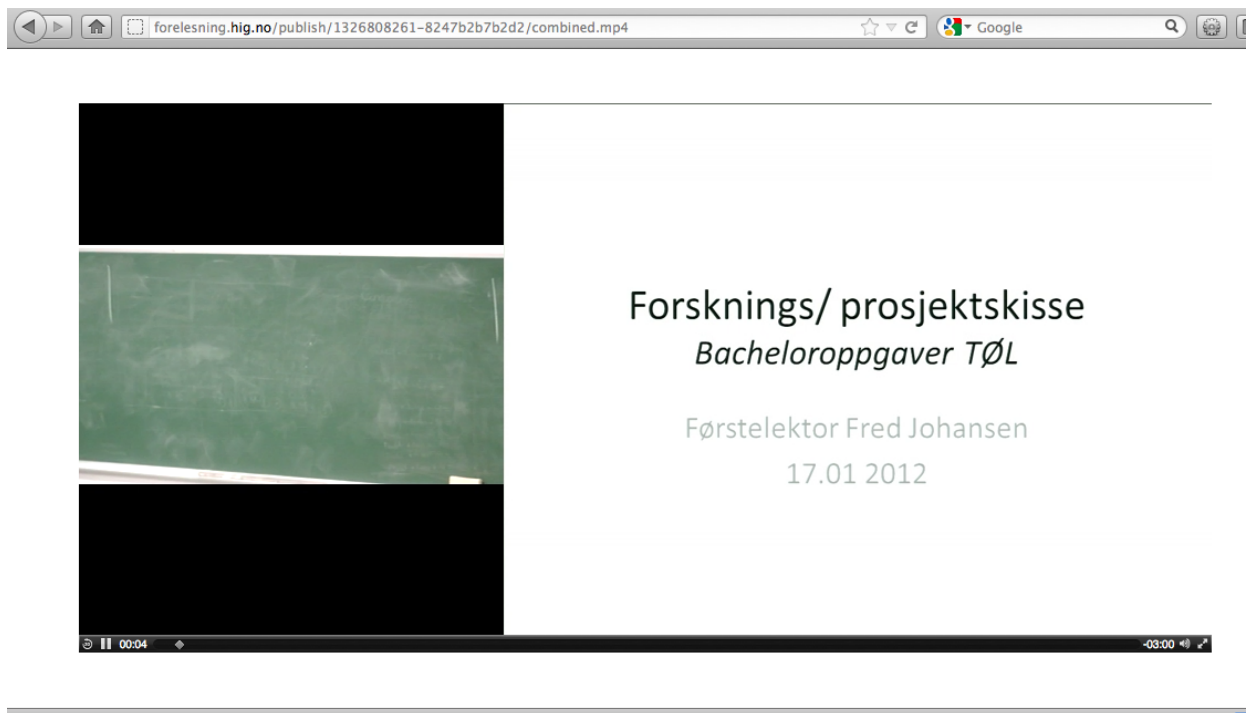 forelesning.hig.no/publish/1326808261-8247b2b7b2d2/combined.mp4
Google
Forsknings/ prosjektskisse
Bacheloroppgaver TØL
Førstelektor Fred Johansen
17.01 2012
00:04
-03:00